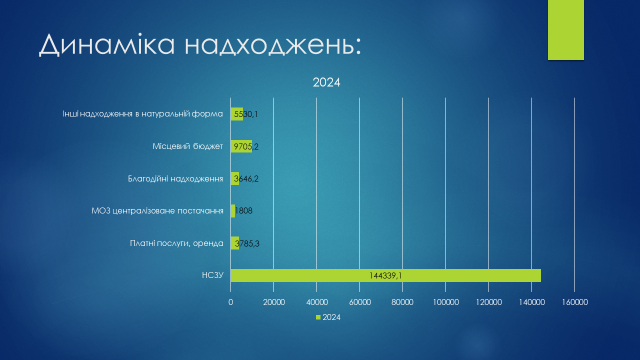 Динаміка надходжень:
2024
Інші надходження в натуральній форма 5530,1
Місцевий бюджет 9705,2
Благодійні надходження 3646,2
МОЗ централізоване постачання 1808
Платні послуги, оренда 3785,3
НСЗУ 144339,1
0 20000 40000 60000 80000 100000 120000 140000 160000
2024